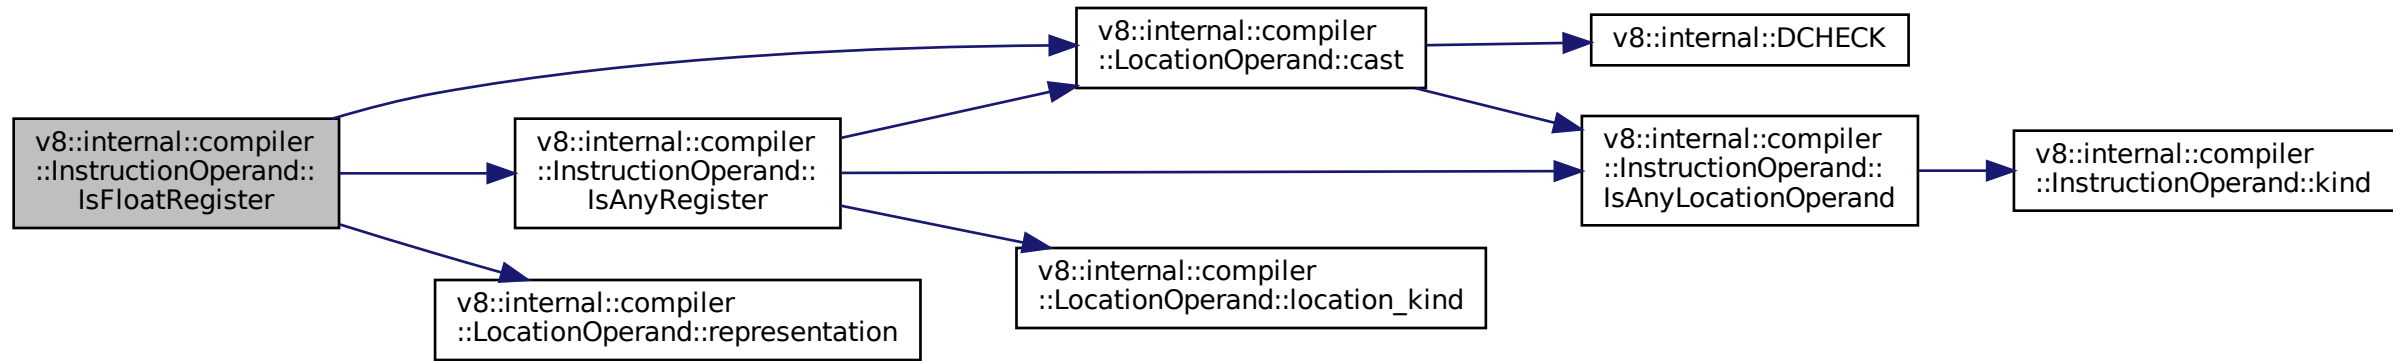 v8::internal::compiler
::InstructionOperand::
IsFloatRegister
v8::internal::compiler
::LocationOperand::cast
v8::internal::compiler
::InstructionOperand::
IsAnyRegister
v8::internal::compiler
::LocationOperand::representation
v8::internal::DCHECK
v8::internal::compiler
::InstructionOperand::
IsAnyLocationOperand
v8::internal::compiler
::LocationOperand::location_kind
v8::internal::compiler
::InstructionOperand::kind